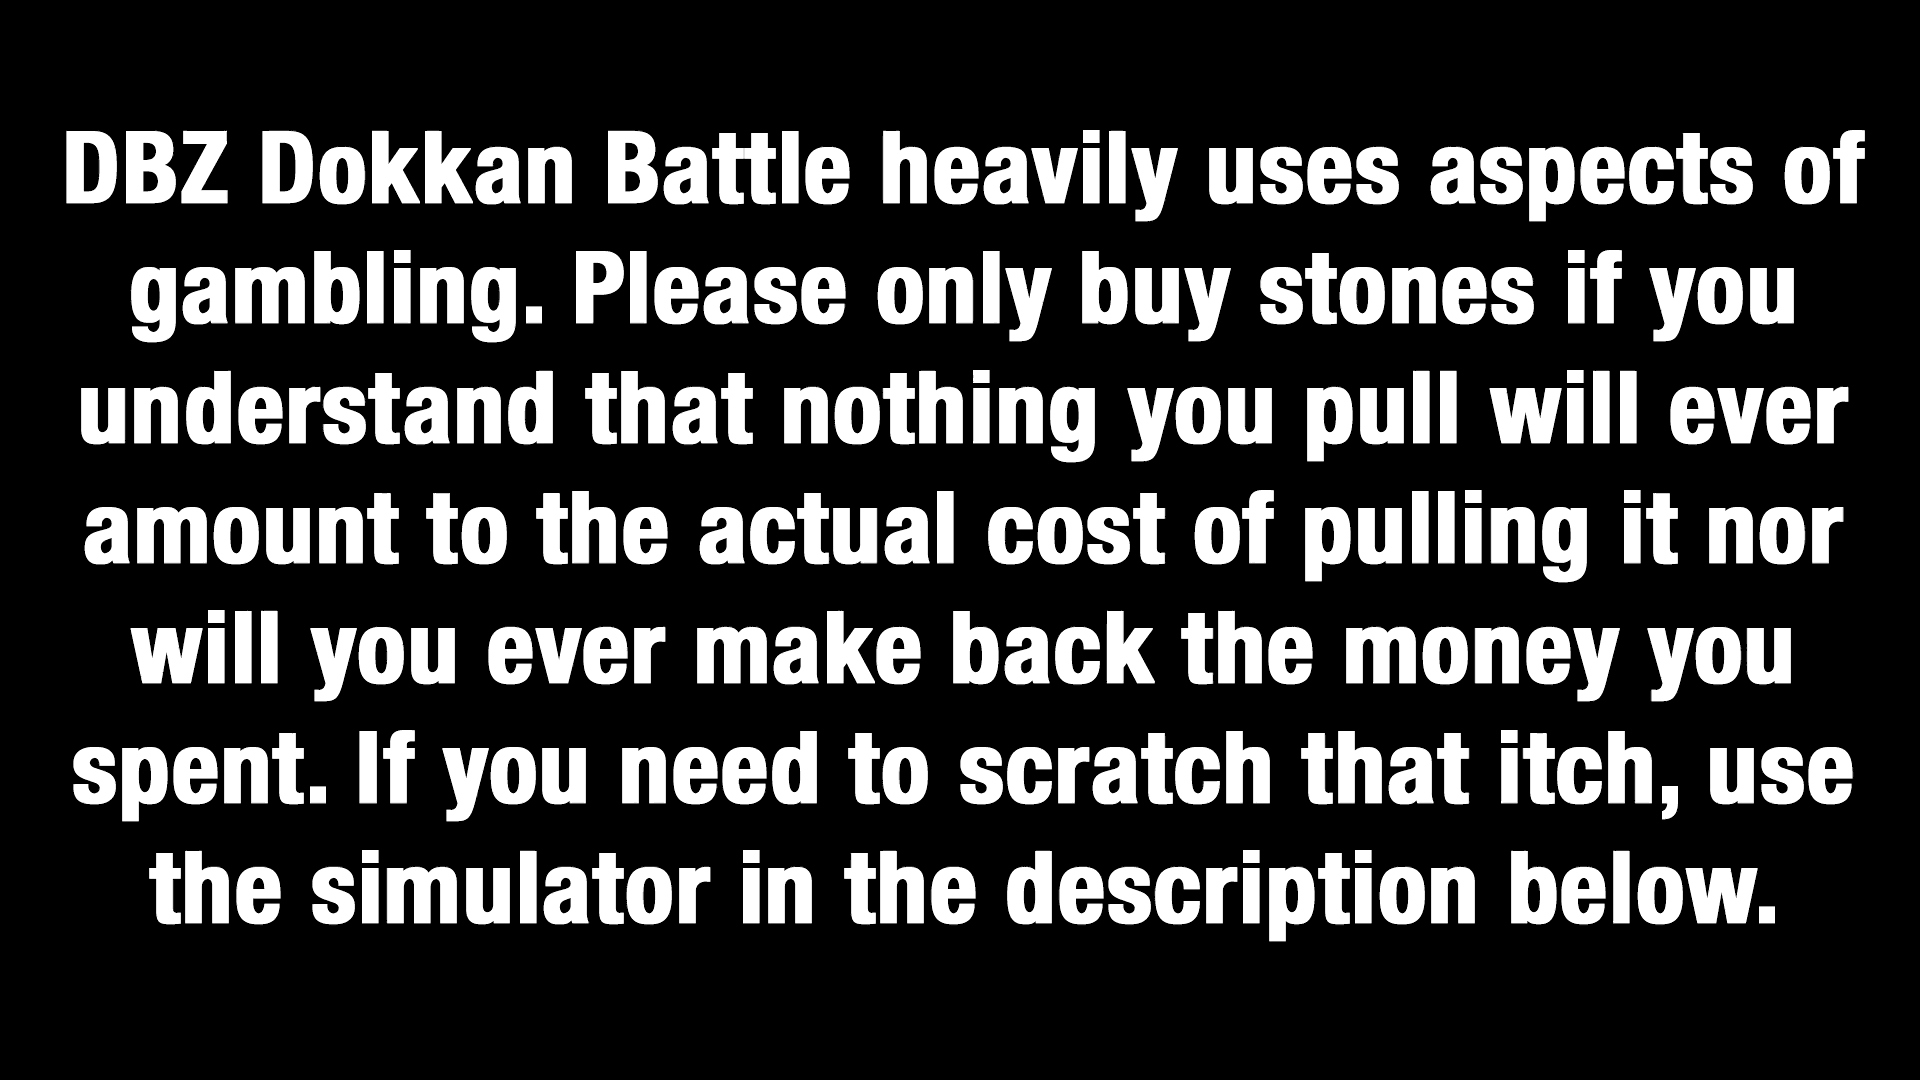 DBZ Dokkan Battle heavily uses aspects of
gambling. Please only buy stones if you
understand that nothing you pull will ever
amount to the actual cost of pulling it nor
will you ever make back the money you
spent. If you need to scratch that itch, use
the simulator in the description below.